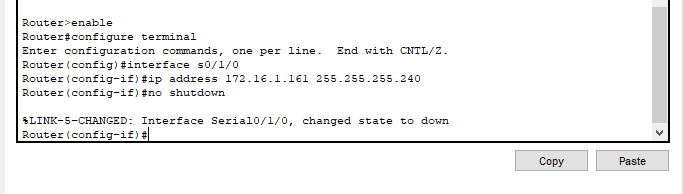 Router>enable
Router#configure terminal
Enter configuration commands, one per line.  End with CNTL/Z.
Router(config)#interface s0/1/0
Router(config-if)#ip address 172.16.1.161 255.255.255.240
Router(config-if)#no shutdown
%LINK-5-CHANGED: Interface Serial0/1/0, changed state to down
Router(config-if)#
Copy Paste